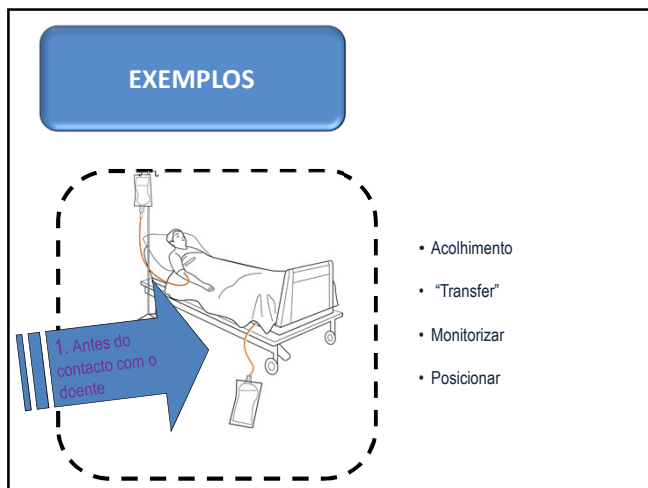 EXEMPLOS
1. Antes do
contacto com o
doente
• Acolhimento
• “Transfer”
• Monitorizar
• Posicionar